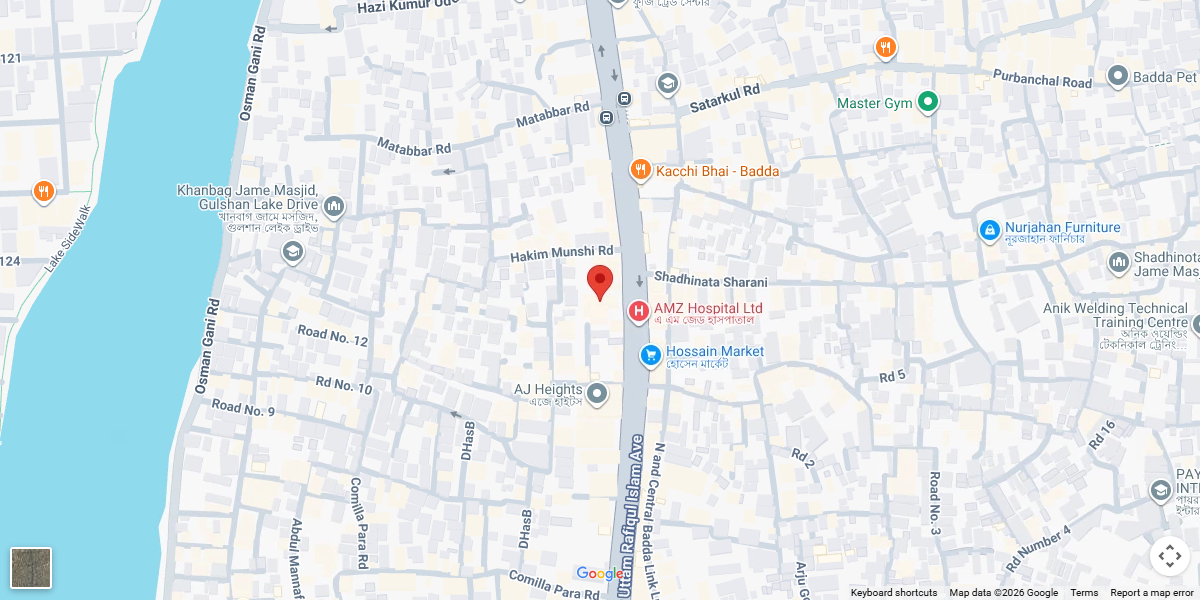 Hazi Kumur Udd
ফুজি ট্রেড সেন্টার
121
Osman Gani Rd
Purbanchal Road
Badda Pet
Satarkul Rd
Master Gym
Matabbar Rd
Matabbar Rd
Kacchi Bhai - Badda
Khanbag Jame Masjid,
Gulshan Lake Drive
খানবাগ জামে মসজিদ,
গুলশান লেইক ড্রাইভ
Lake SideWalk
124
Nurjahan Furniture
নূরজাহান ফার্নিচার
Hakim Munshi Rd
Shadhinota
Jame Mas
Shadhinata Sharani
AMZ Hospital Ltd
এ এম জেড হাসপাতাল
Anik Welding Technical
Training Centre
অনিক ওয়েল্ডিং
টেকনিকাল ট্রেনিং...
Osman Gani Rd
Road No. 12
Hossain Market
হোসেন মার্কেট
Rd No. 10
AJ Heights
এজে হাইটস
Rd 5
Road No. 9
DHasB
Rd 16
Rd 2
Uttam Rafiqul Islam Ave
N and Central Badda Link
Road No. 3
PAY
INTE
পায়রা
ইন্টার
Comilla Para Rd
Abdul Mannaf
DHasB
Rd Number 4
Arju
Comilla Para Rd
Google
Keyboard shortcuts
Map data ©2026 Google
Terms
Report a map error